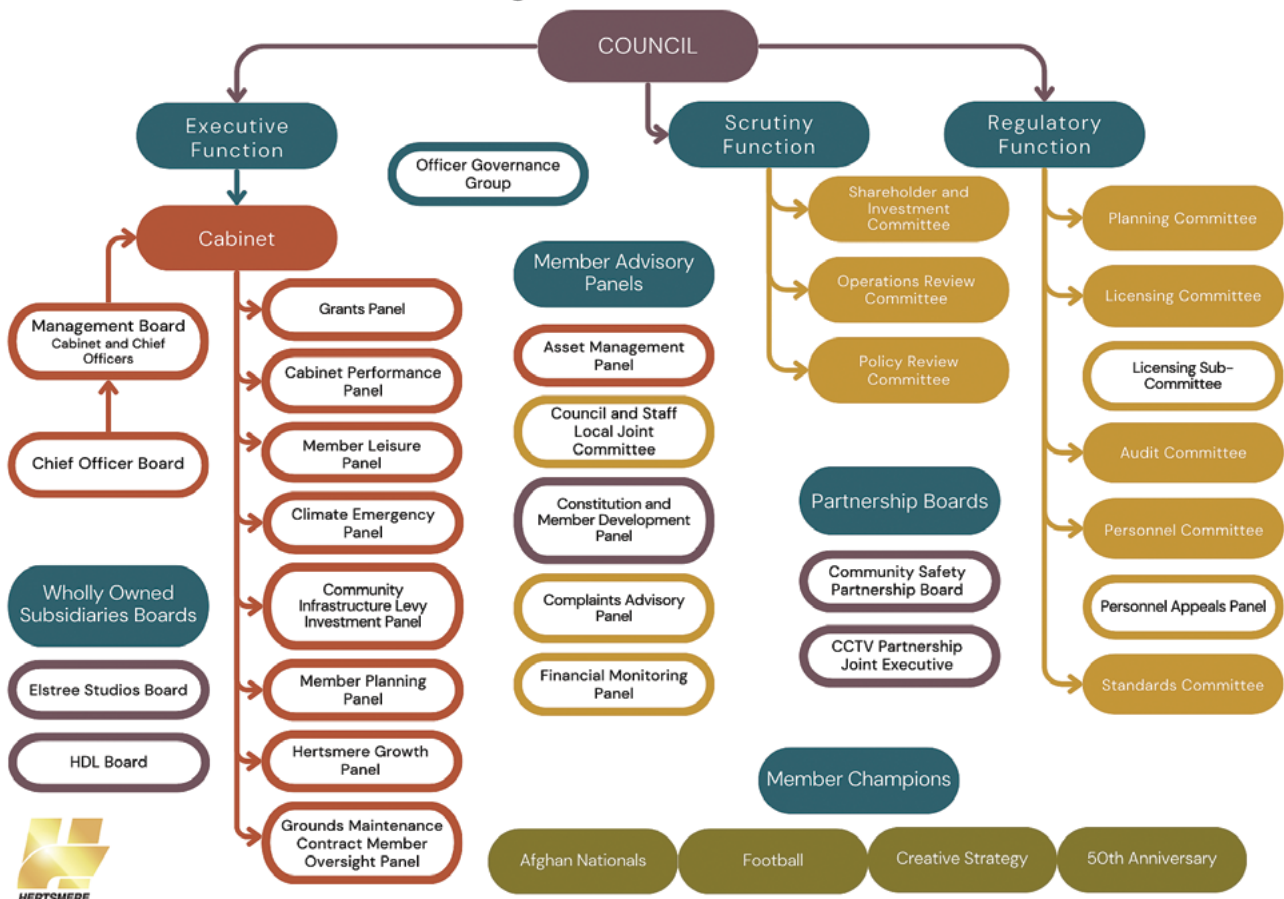 COUNCIL
Executive
Function
Scrutiny
Function
Regulatory
Function
Officer Governance
Group
Cabinet
Management Board
Cabinet and Chief
Officers
Chief Officer Board
Grants Panel
Cabinet Performance
Panel
Member Leisure
Panel
Climate Emergency
Panel
Community
Infrastructure Levy
Investment Panel
Member Planning
Panel
Hertsmere Growth
Panel
Grounds Maintenance
Contract Member
Oversight Panel
Wholly Owned
Subsidiaries Boards
Elstree Studios Board
HDL Board
Member Advisory
Panels
Asset Management
Panel
Council and Staff
Local Joint
Committee
Constitution and
Member Development
Panel
Complaints Advisory
Panel
Financial Monitoring
Panel
Shareholder and
Investment
Committee
Operations Review
Committee
Policy Review
Committee
Partnership Boards
Community Safety
Partnership Board
CCTV Partnership
Joint Executive
Planning Committee
Licensing Committee
Licensing Sub-
Committee
Audit Committee
Personnel Committee
Personnel Appeals Panel
Standards Committee
Member Champions
Afghan Nationals
Football
Creative Strategy
50th Anniversary
HERTSMERE